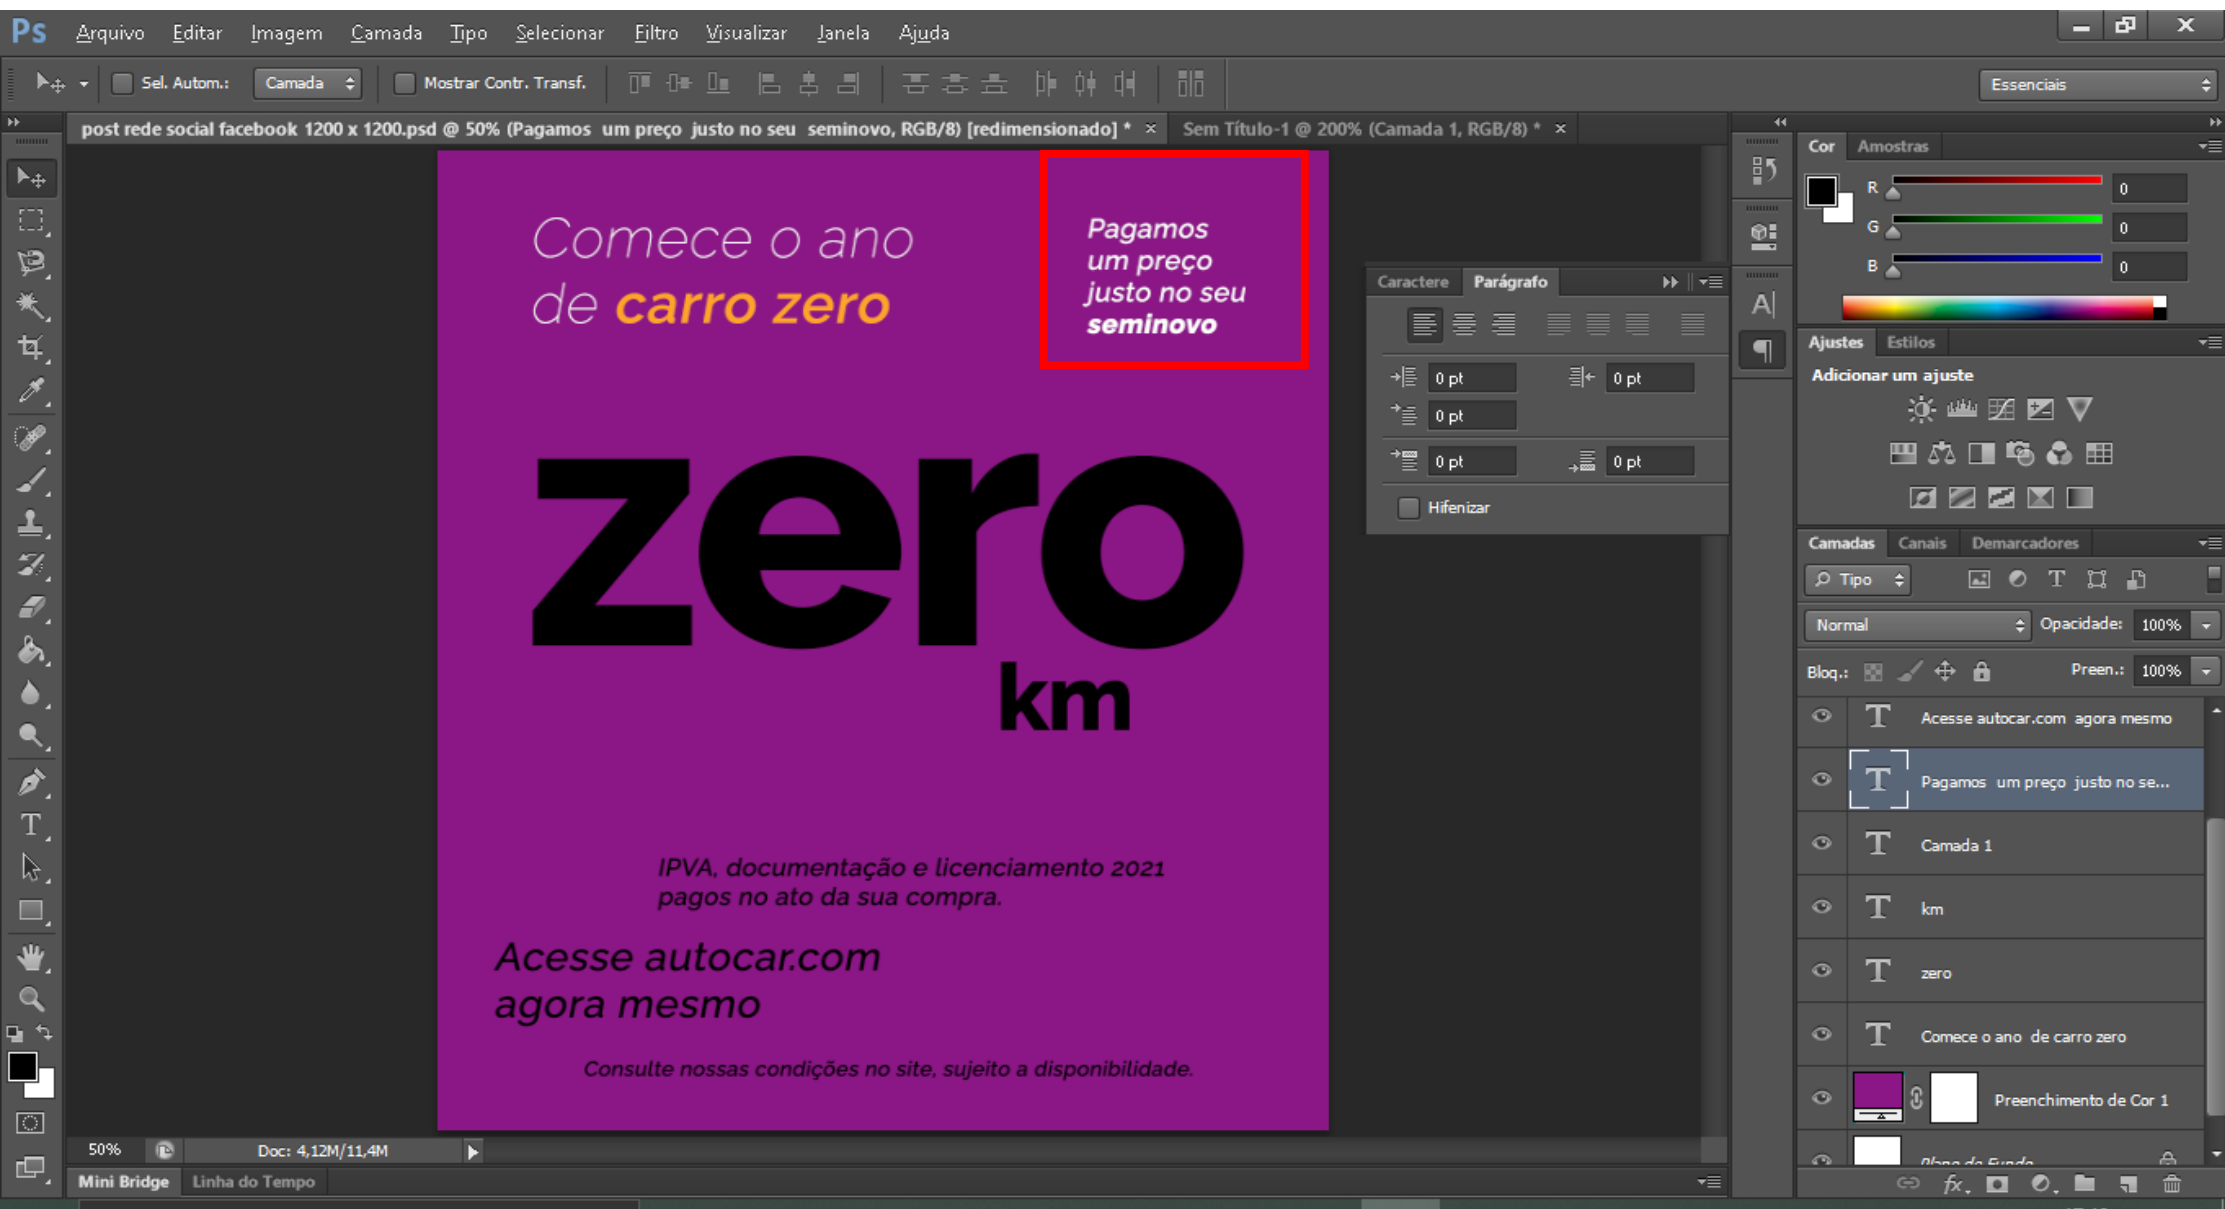 Ps Arquivo Editar Imagem Camada Tipo Selecionar Filtro Visualizar Janela Ajuda
Sel. Autom.: Camada Mostrar Contr. Transf. Essenciais
post rede social facebook 1200 x 1200.psd @ 50% (Pagamos um preço justo no seu seminovo, RGB/8) [redimensionado] * × Sem Título-1 @ 200% (Camada 1, RGB/8) * ×
Comece o ano
de carro zero
Pagamos
um preço
justo no seu
seminovo
zero
km
IPVA, documentação e licenciamento 2021
pagos no ato da sua compra.
Acesse autocar.com
agora mesmo
Consulte nossas condições no site, sujeito a disponibilidade.
Caractere Parágrafo
0 pt 0 pt
0 pt
0 pt 0 pt
Hifenizar
Cor Amostras
R 0
G 0
B 0
Ajustes Estilos
Adicionar um ajuste
Camadas Canais Demarcadores
Tipo
Normal Opacidade: 100%
Bloq.: Preen.: 100%
T Acesse autocar.com agora mesmo
T Pagamos um preço justo no se...
T Camada 1
T km
T zero
T Comece o ano de carro zero
Preenchimento de Cor 1
Plano de Fundo
50% Doc: 4,12M/11,4M
Mini Bridge Linha do Tempo